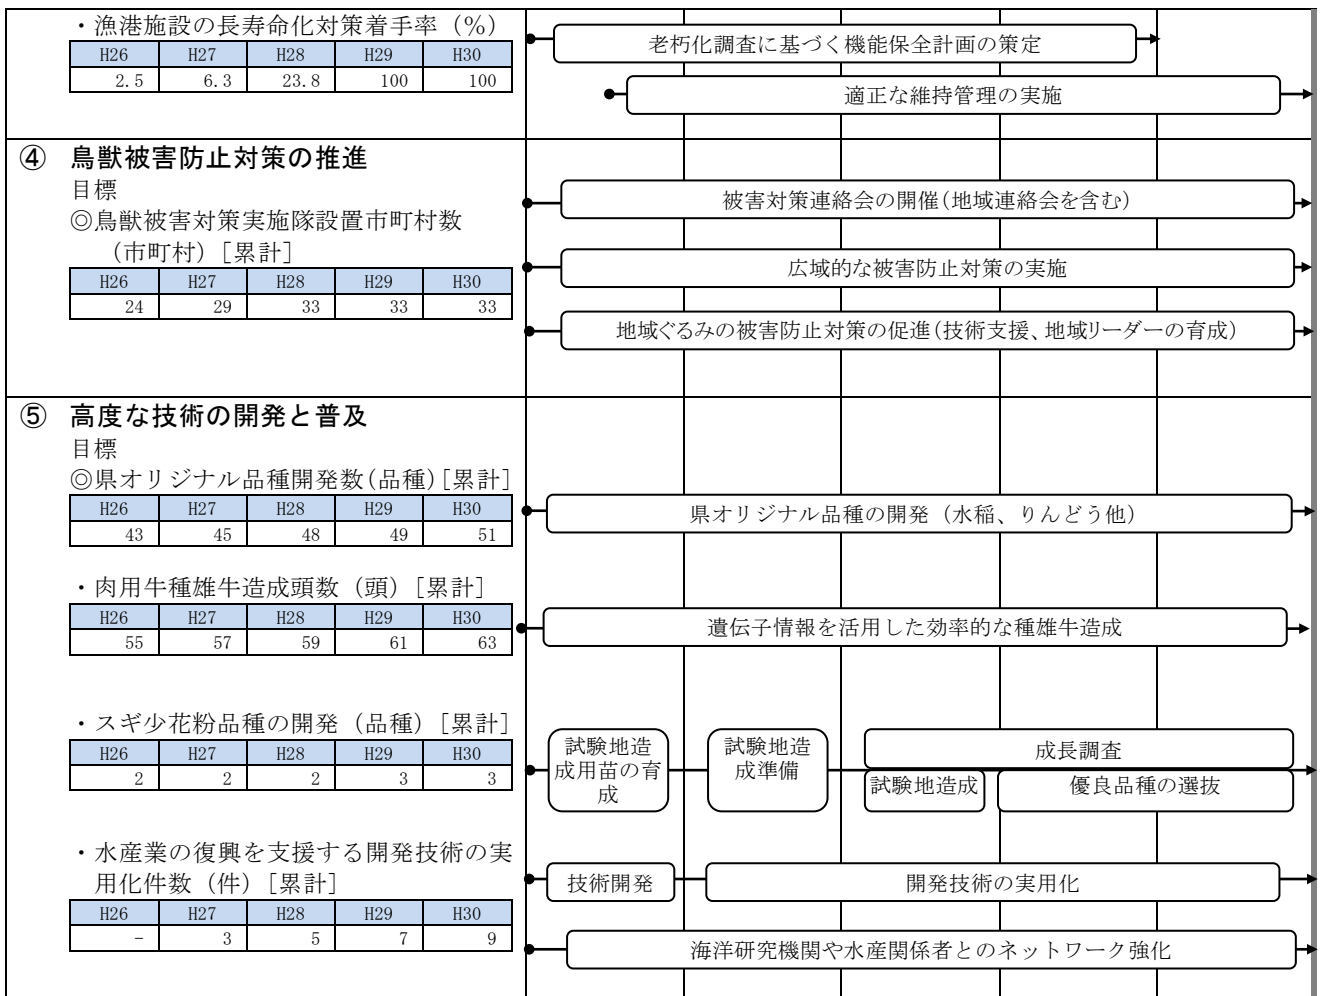 ・漁港施設の長寿命化対策着手率（%）
H26 H27 H28 H29 H30
2.5 6.3 23.8 100 100
老朽化調査に基づく機能保全計画の策定
適正な維持管理の実施
④ 鳥獣被害防止対策の推進
目標
◎鳥獣被害対策実施隊設置市町村数
（市町村）［累計］
H26 H27 H28 H29 H30
24 29 33 33 33
被害対策連絡会の開催(地域連絡会を含む)
広域的な被害防止対策の実施
地域ぐるみの被害防止対策の促進(技術支援、地域リーダーの育成)
⑤ 高度な技術の開発と普及
目標
◎県オリジナル品種開発数(品種)［累計］
H26 H27 H28 H29 H30
43 45 48 49 51
県オリジナル品種の開発（水稲、りんどう他）
・肉用牛種雄牛造成頭数（頭）［累計］
H26 H27 H28 H29 H30
55 57 59 61 63
遺伝子情報を活用した効率的な種雄牛造成
・スギ少花粉品種の開発（品種）［累計］
H26 H27 H28 H29 H30
2 2 2 3 3
試験地造
成用苗の育
成
試験地造
成準備
成長調査
試験地造成
優良品種の選抜
・水産業の復興を支援する開発技術の実
用化件数（件）［累計］
H26 H27 H28 H29 H30
- 3 5 7 9
技術開発
開発技術の実用化
海洋研究機関や水産関係者とのネットワーク強化